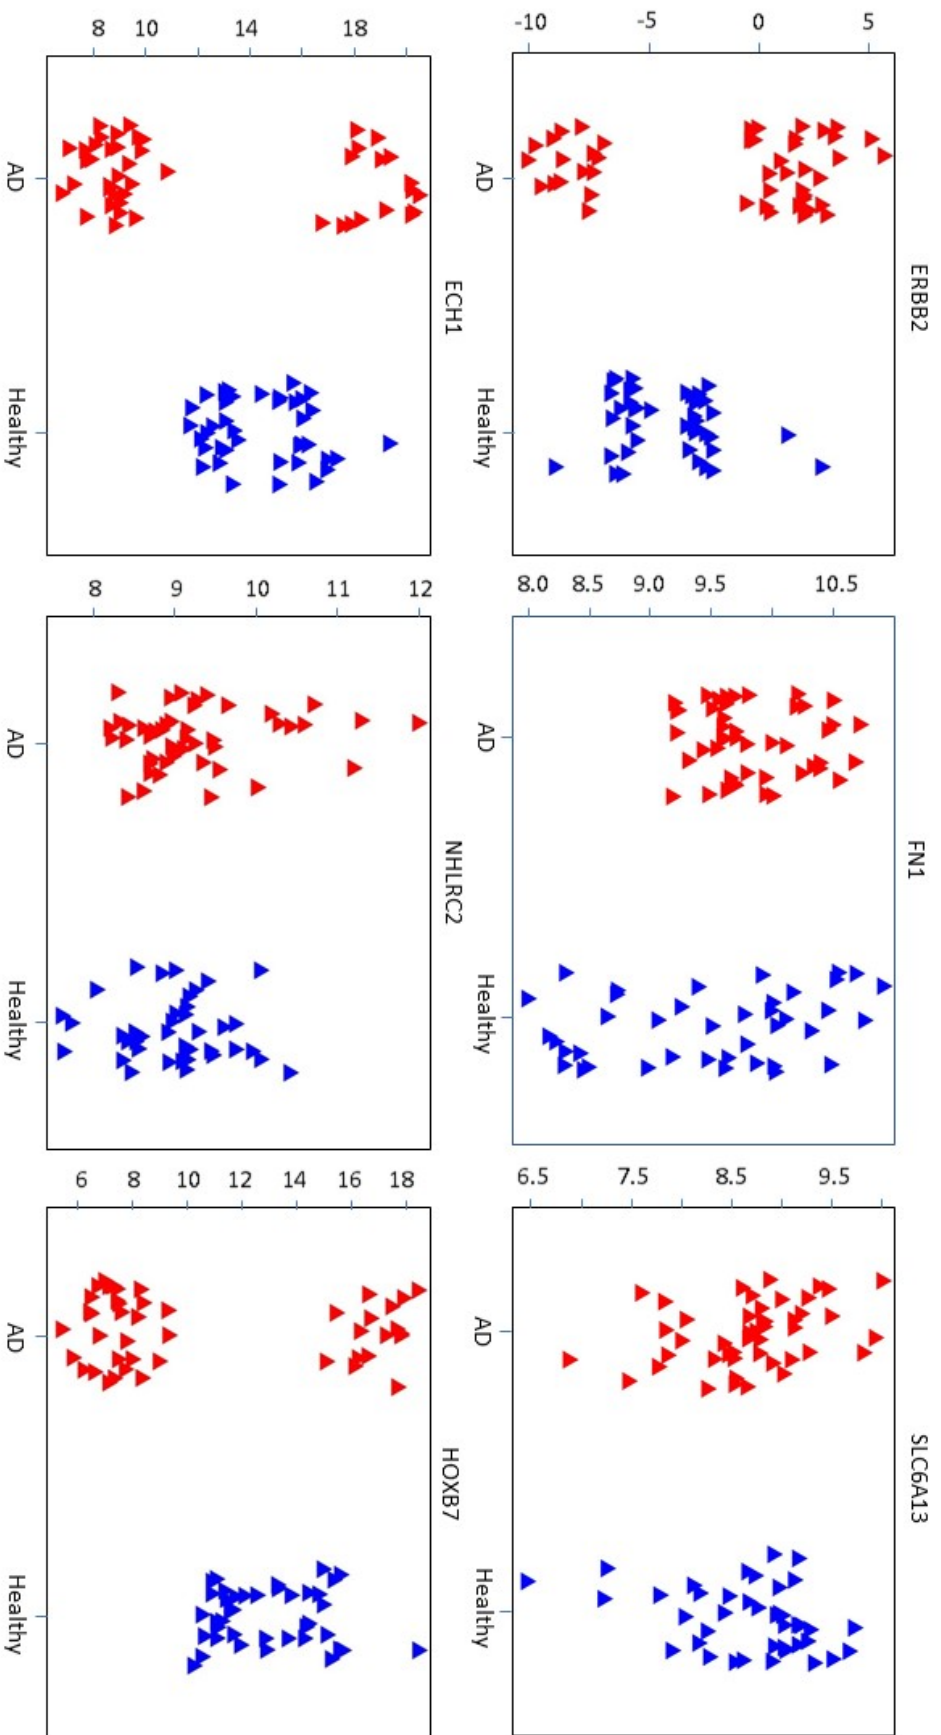 ERBB2
-10 -5 0 5
AD Healthy
FN1
8.0 8.5 9.0 9.5 10.5
AD Healthy
SLC6A13
6.5 7.5 8.5 9.5
AD Healthy
ECH1
8 10 14 18
AD Healthy
NHLRC2
8 9 10 11 12
AD Healthy
HOXB7
6 8 10 12 14 16 18
AD Healthy